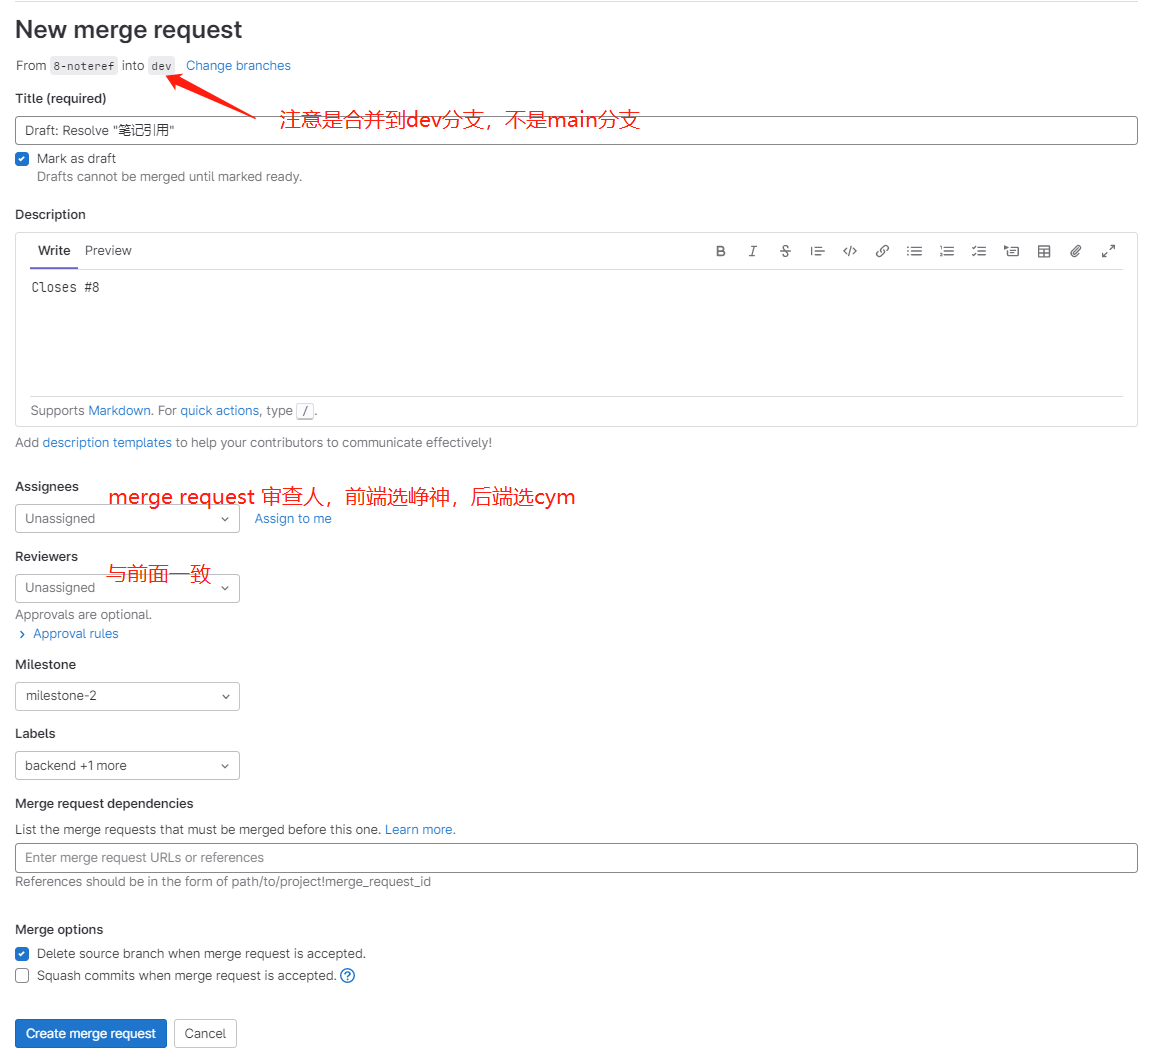 New merge request
From 8-noteref into dev Change branches
Title (required)
注意是合并到dev分支，不是main分支
Draft: Resolve "笔记引用"
Mark as draft
Drafts cannot be merged until marked ready.
Description
Write Preview
Closes #8
Supports Markdown. For quick actions, type /.
Add description templates to help your contributors to communicate effectively!
Assignees
merge request 审查人，前端选峥神，后端选cym
Unassigned Assign to me
Reviewers
与前面一致
Unassigned
Approvals are optional.
Approval rules
Milestone
milestone-2
Labels
backend +1 more
Merge request dependencies
List the merge requests that must be merged before this one. Learn more.
Enter merge request URLs or references
References should be in the form of path/to/project!merge_request_id
Merge options
Delete source branch when merge request is accepted.
Squash commits when merge request is accepted.
Create merge request Cancel